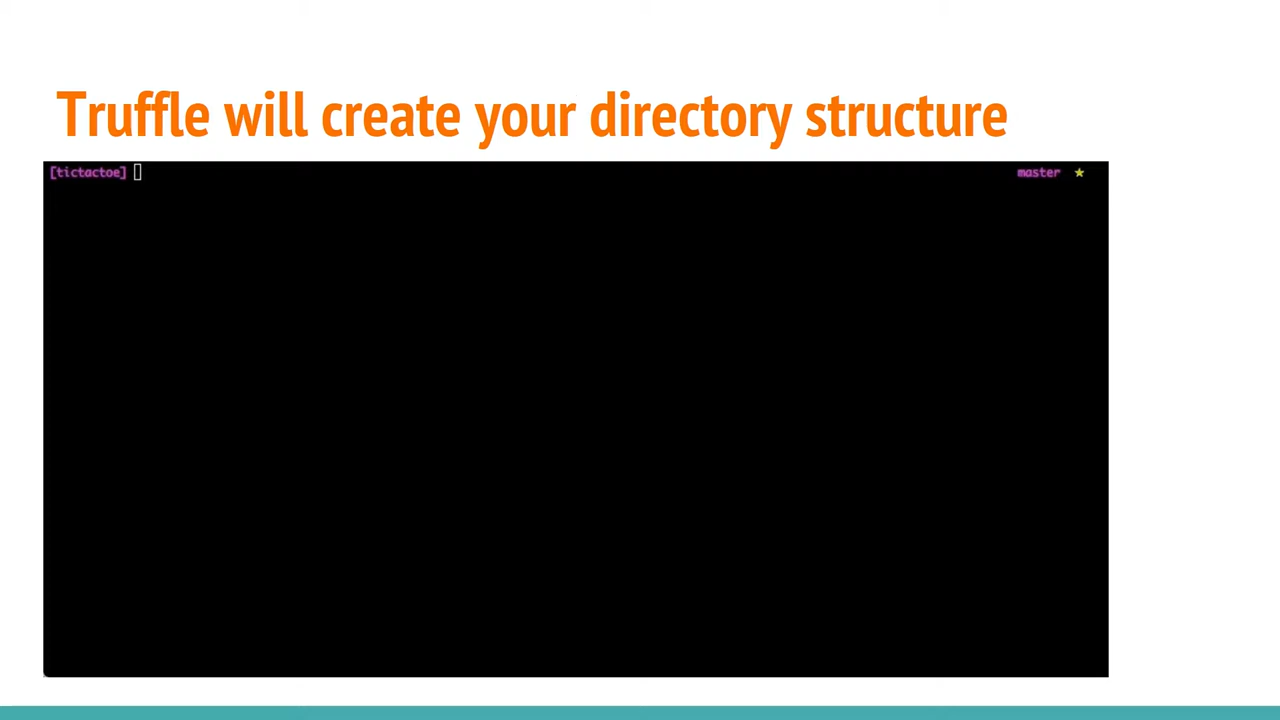 Truffle will create your directory structure
[tictactoe] master ★